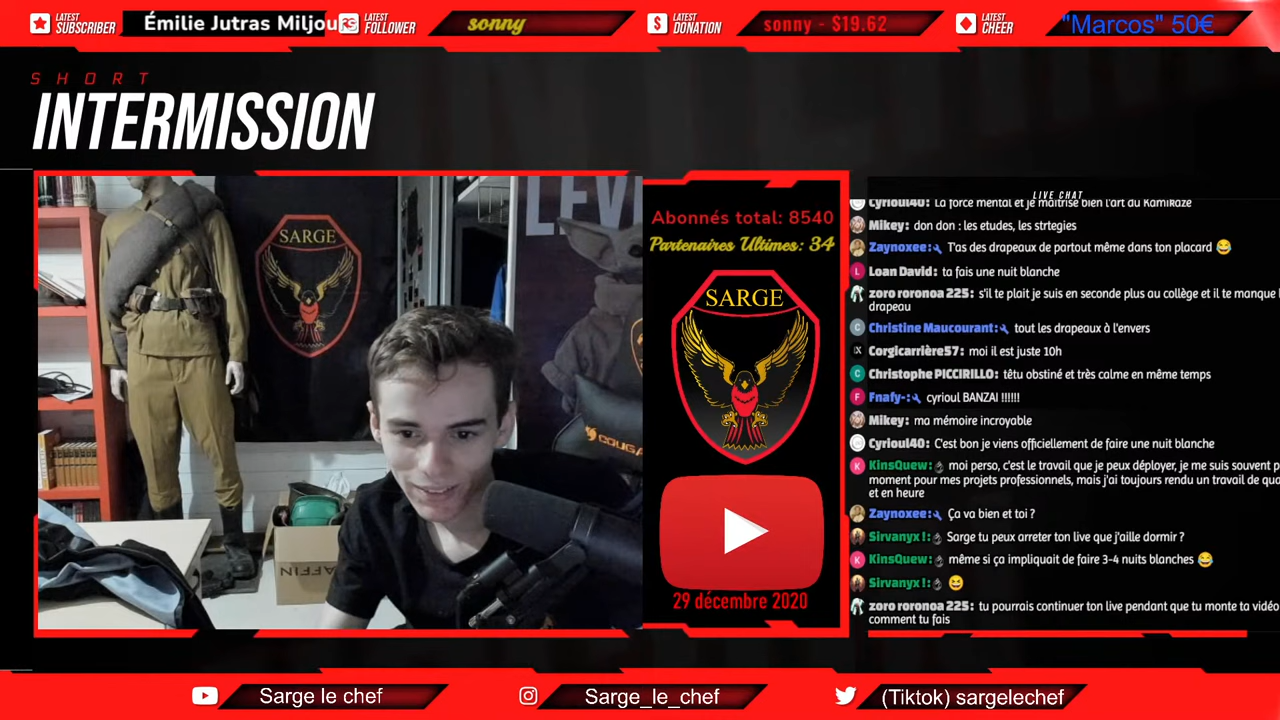 LATEST SUBSCRIBER
Émilie Jutras Miljour
LATEST FOLLOWER
sonny
LATEST DONATION
sonny - $19.62
LATEST CHEER
"Marcos" 50€
SHORT
INTERMISSION
SARGE
LEVE
COUGA
Abonnés total: 8540
Partenaires Ultimes: 34
SARGE
29 décembre 2020
LIVE CHAT
Cyrioul40: La force mental et je maitrise bien l'art du Kamikaze
Mikey: don don : les etudes, les strtegies
Zaynoxee: T'as des drapeaux de partout même dans ton placard 😂
L
Loan David: ta fais une nuit blanche
zoro roronoa 225: s'il te plait je suis en seconde plus au collège et il te manque l
drapeau
C
Christine Maucourant: tout les drapeaux à l'envers
Corgicarrière57: moi il est juste 10h
C
Christophe PICCIRILLO: têtu obstiné et très calme en même temps
F
Fnafy-: cyrioul BANZAI !!!!!!
Mikey: ma mémoire incroyable
Cyrioul40: C'est bon je viens officiellement de faire une nuit blanche
K
KinsQuew: moi perso, c'est le travail que je peux déployer, je me suis souvent p
moment pour mes projets professionnels, mais j'ai toujours rendu un travail de qua
et en heure
Zaynoxee: Ça va bien et toi ?
Sirvanyx !: Sarge tu peux arreter ton live que j'aille dormir ?
K
KinsQuew: même si ça impliquait de faire 3-4 nuits blanches 😂
Sirvanyx !: 😆
zoro roronoa 225: tu pourrais continuer ton live pendant que tu monte ta vidéo
comment tu fais
Sarge le chef
Sarge_le_chef
(Tiktok) sargelechef